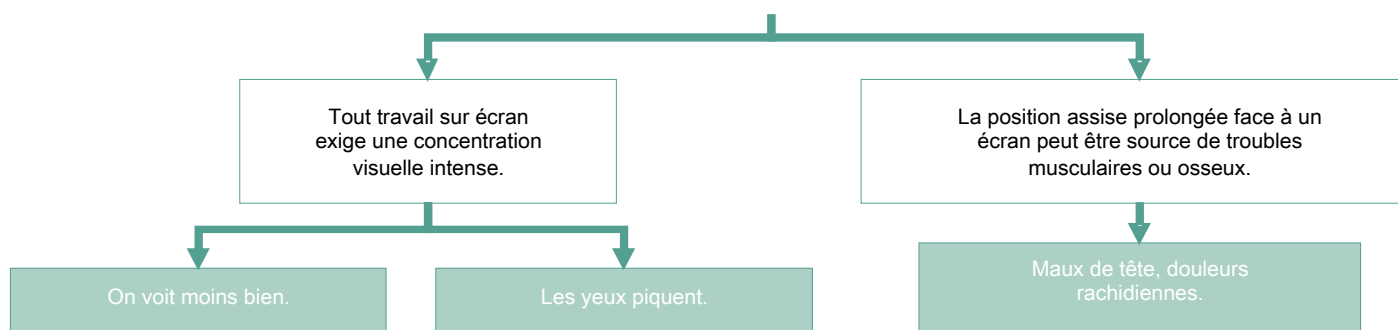 Tout travail sur écran
exige une concentration
visuelle intense.
La position assise prolongée face à un
écran peut être source de troubles
musculaires ou osseux.
On voit moins bien.
Les yeux piquent.
Maux de tête, douleurs
rachidiennes.